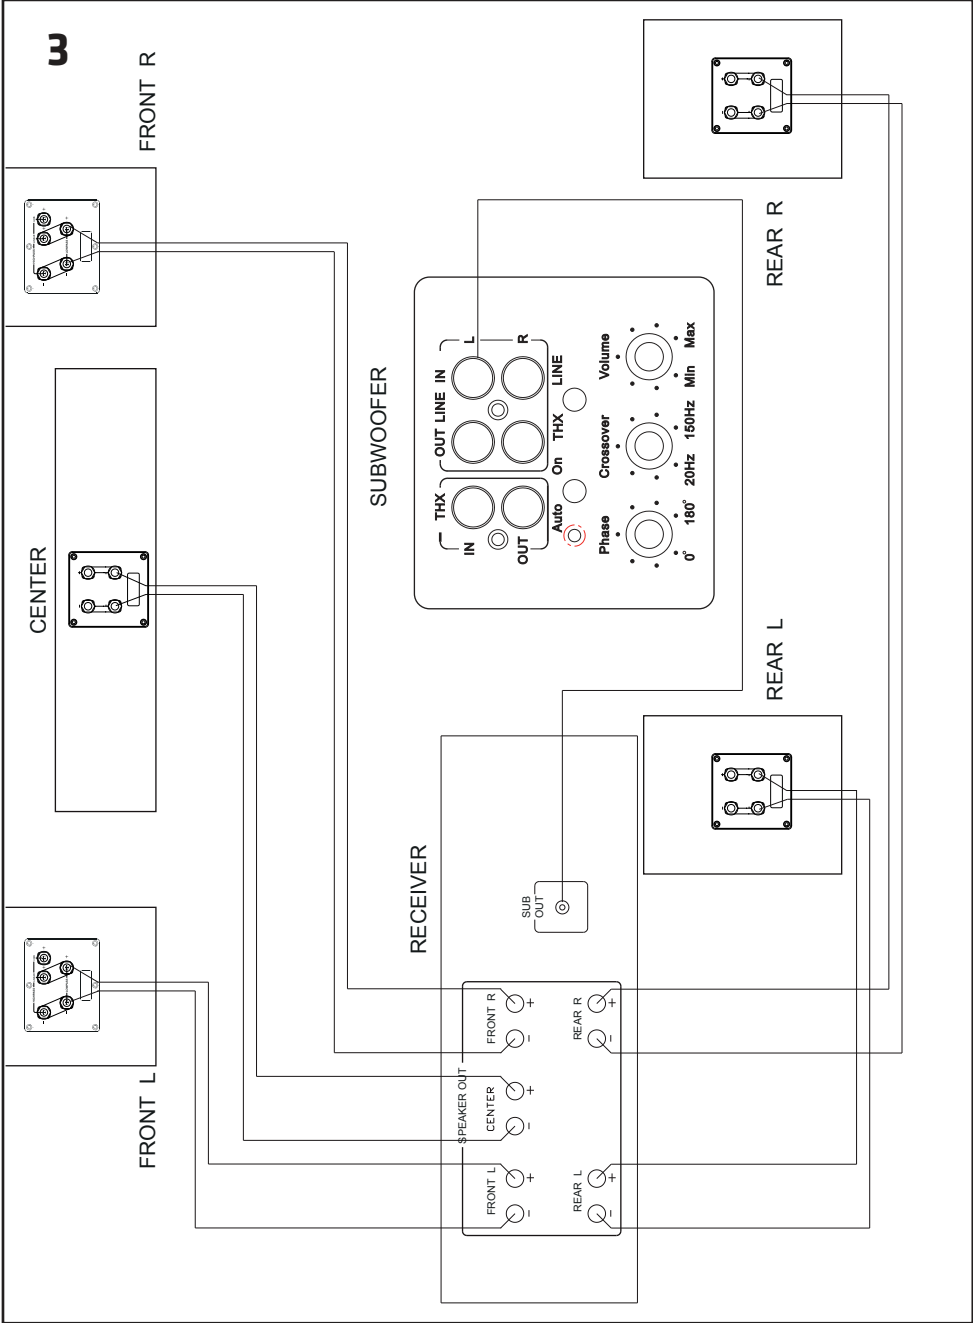 3
FRONT R
REAR R
CENTER
SUBWOOFER
OUT LINE IN
L
R
THX
IN
OUT
LINE
THX
On
Auto
Volume
Min Max
Crossover
20Hz 150Hz
Phase
0° 180°
REAR L
RECEIVER
SUB
OUT
FRONT L
SPEAKER OUT
FRONT R
- +
CENTER
- +
FRONT L
- +
REAR R
- +
REAR L
- +